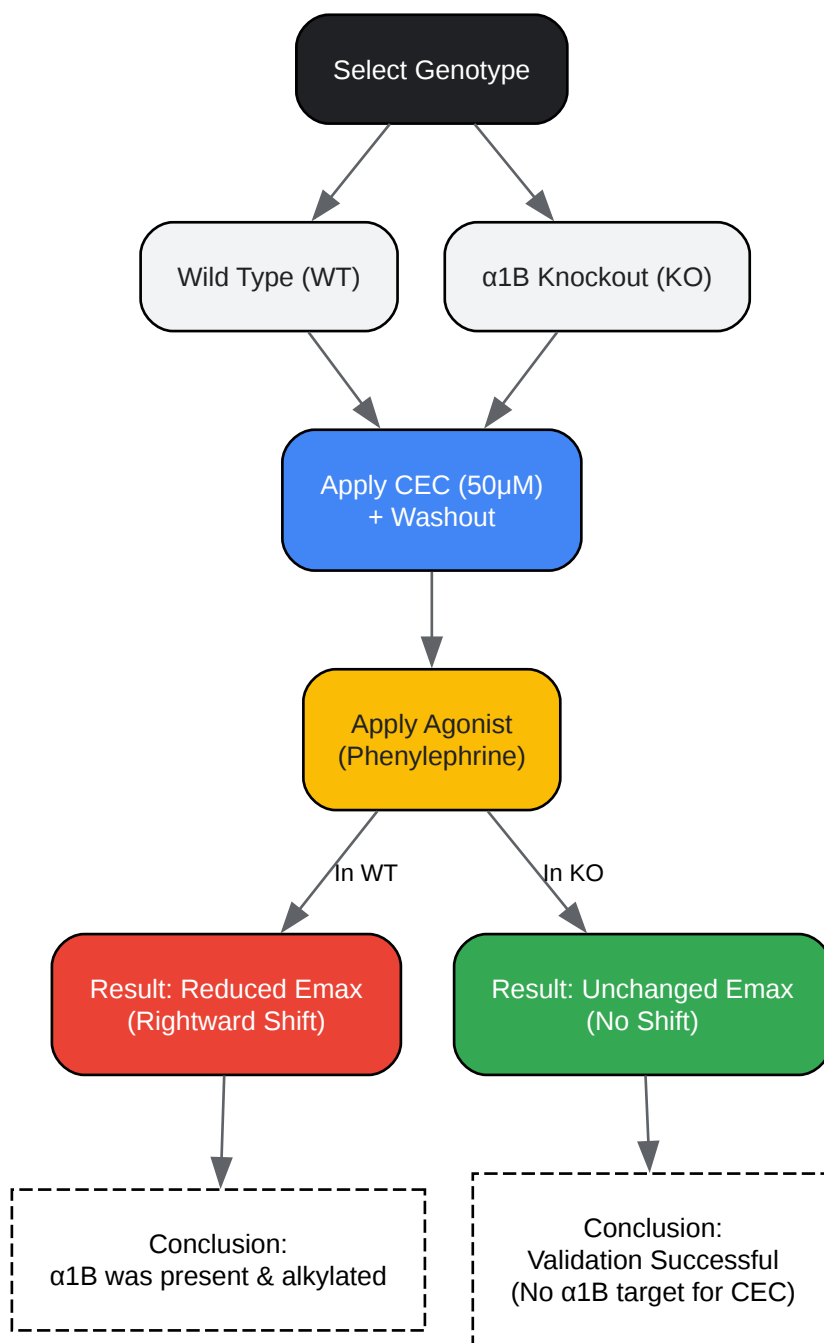 Select Genotype
Wild Type (WT)
α1B Knockout (KO)
Apply CEC (50μM)
+ Washout
Apply Agonist
(Phenylephrine)
In WT
In KO
Result: Reduced Emax
(Rightward Shift)
Result: Unchanged Emax
(No Shift)
Conclusion:
α1B was present & alkylated
Conclusion:
Validation Successful
(No α1B target for CEC)